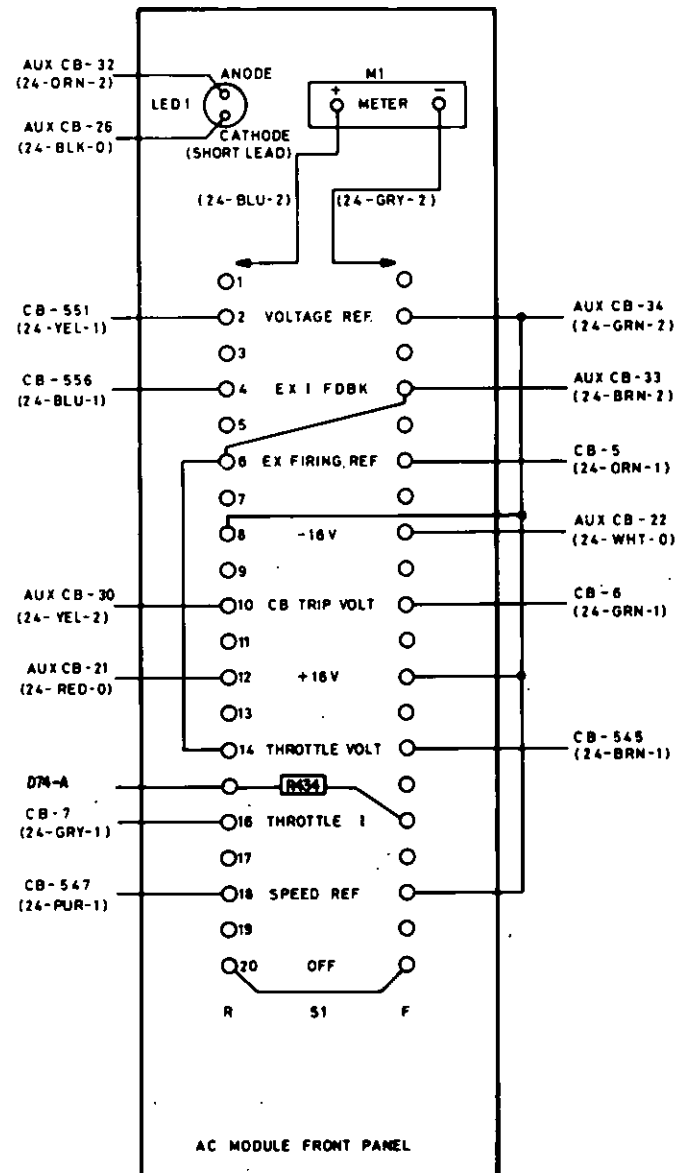 AUX CB-32
(24-ORN-2)
ANODE
LED1
AUX CB-26
(24-BLK-0)
CATHODE
(SHORT LEAD)
M1
+ METER -
(24-BLU-2)
(24-GRY-2)
1
CB-551
(24-YEL-1)
2 VOLTAGE REF.
AUX CB-34
(24-GRN-2)
3
CB-556
(24-BLU-1)
4 EX I FDBK
AUX CB-33
(24-BRN-2)
5
6 EX FIRING, REF
CB-5
(24-ORN-1)
7
8 -16V
AUX CB-22
(24-WHT-0)
9
AUX CB-30
(24-YEL-2)
10 CB TRIP VOLT
CB-6
(24-GRN-1)
11
AUX CB-21
(24-RED-0)
12 +16V
13
14 THROTTLE VOLT
CB-545
(24-BRN-1)
D74-A
R434
CB-7
(24-GRY-1)
16 THROTTLE I
17
CB-547
(24-PUR-1)
18 SPEED REF
19
20 OFF
R S1 F
AC MODULE FRONT PANEL